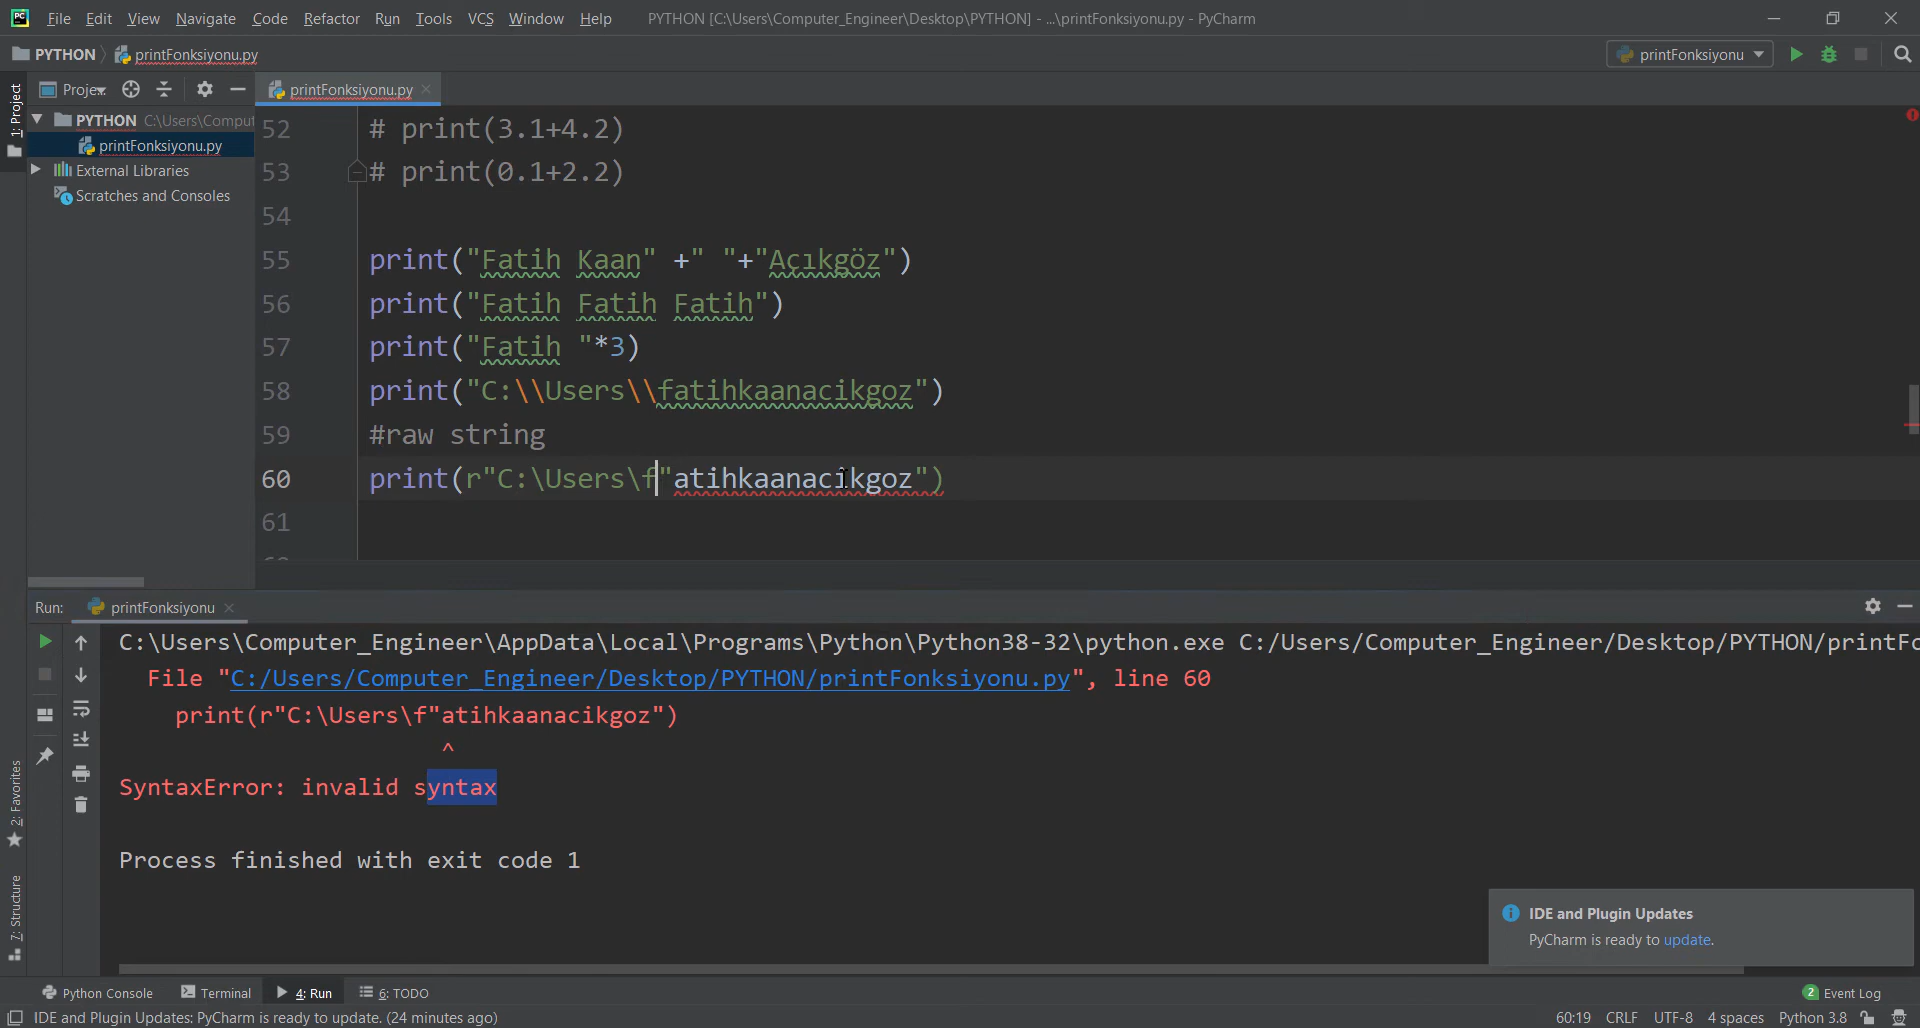 File Edit View Navigate Code Refactor Run Tools VCS Window Help PYTHON [C:\Users\Computer_Engineer\Desktop\PYTHON] - ...\printFonksiyonu.py - PyCharm
PYTHON printFonksiyonu.py printFonksiyonu
1: Project
Proje
printFonksiyonu.py
PYTHON C:\Users\Comput
printFonksiyonu.py
External Libraries
Scratches and Consoles
52 # print(3.1+4.2)
53 # print(0.1+2.2)
54
55 print("Fatih Kaan" +" "+"Açıkgöz")
56 print("Fatih Fatih Fatih")
57 print("Fatih "*3)
58 print("C:\\Users\\fatihkaanacikgoz")
59 #raw string
60 print(r"C:\Users\f"atihkaanacikgoz")
61
Run: printFonksiyonu
C:\Users\Computer_Engineer\AppData\Local\Programs\Python\Python38-32\python.exe C:/Users/Computer_Engineer/Desktop/PYTHON/printFo
File "C:/Users/Computer_Engineer/Desktop/PYTHON/printFonksiyonu.py", line 60
print(r"C:\Users\f"atihkaanacikgoz")
^
SyntaxError: invalid syntax
Process finished with exit code 1
2: Favorites
7: Structure
IDE and Plugin Updates
PyCharm is ready to update.
Python Console Terminal 4: Run 6: TODO 2 Event Log
IDE and Plugin Updates: PyCharm is ready to update. (24 minutes ago) 60:19 CRLF UTF-8 4 spaces Python 3.8